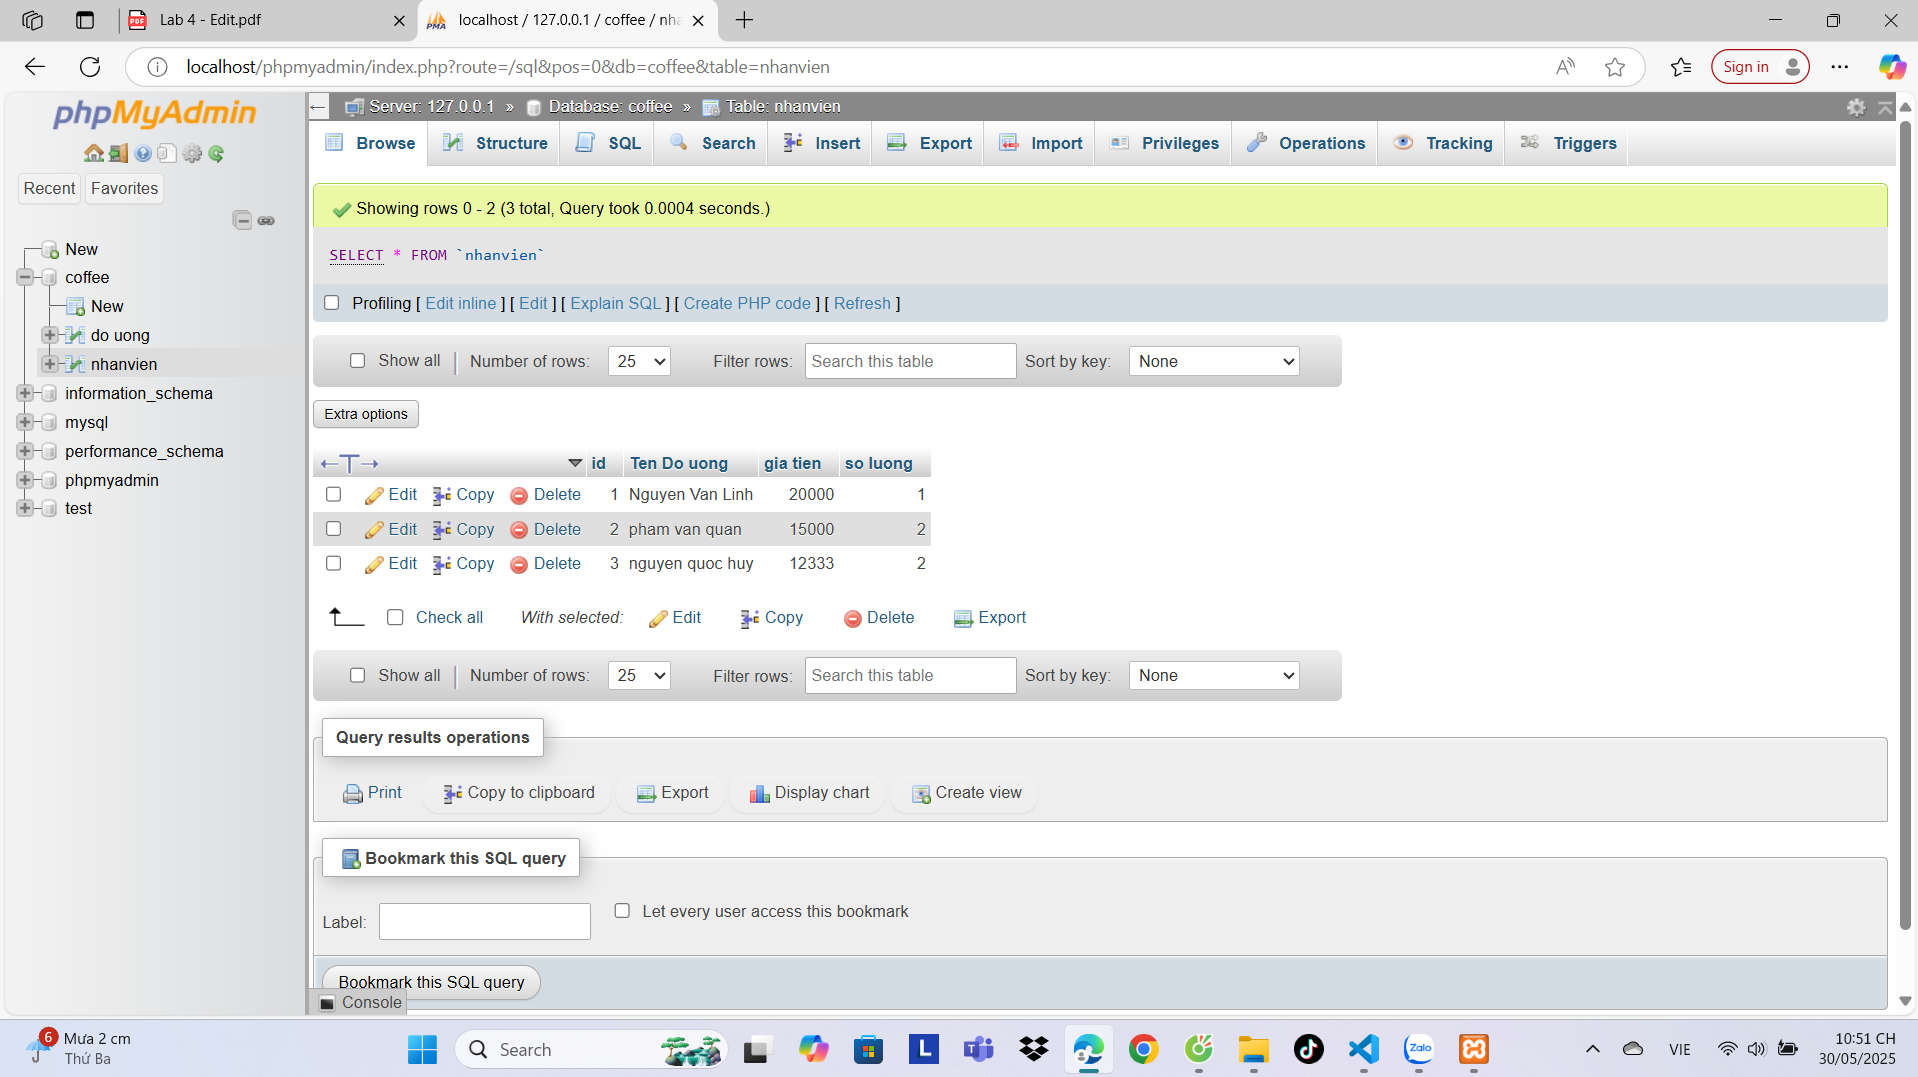 Lab 4 - Edit.pdf
localhost / 127.0.0.1 / coffee / nha
localhost/phpmyadmin/index.php?route=/sql&pos=0&db=coffee&table=nhanvien
Sign in
phpMyAdmin
Recent Favorites
New
coffee
New
do uong
nhanvien
information_schema
mysql
performance_schema
phpmyadmin
test
Server: 127.0.0.1 » Database: coffee » Table: nhanvien
Browse Structure SQL Search Insert Export Import Privileges Operations Tracking Triggers
Showing rows 0 - 2 (3 total, Query took 0.0004 seconds.)
SELECT * FROM `nhanvien`
Profiling [ Edit inline ] [ Edit ] [ Explain SQL ] [ Create PHP code ] [ Refresh ]
Show all Number of rows: 25 Filter rows: Search this table Sort by key: None
Extra options
id Ten Do uong gia tien so luong
Edit Copy Delete 1 Nguyen Van Linh 20000 1
Edit Copy Delete 2 pham van quan 15000 2
Edit Copy Delete 3 nguyen quoc huy 12333 2
Check all With selected: Edit Copy Delete Export
Show all Number of rows: 25 Filter rows: Search this table Sort by key: None
Query results operations
Print Copy to clipboard Export Display chart Create view
Bookmark this SQL query
Label: Let every user access this bookmark
Bookmark this SQL query
Console
6 Mưa 2 cm
Thứ Ba
Search
L
Zalo
VIE
10:51 CH
30/05/2025